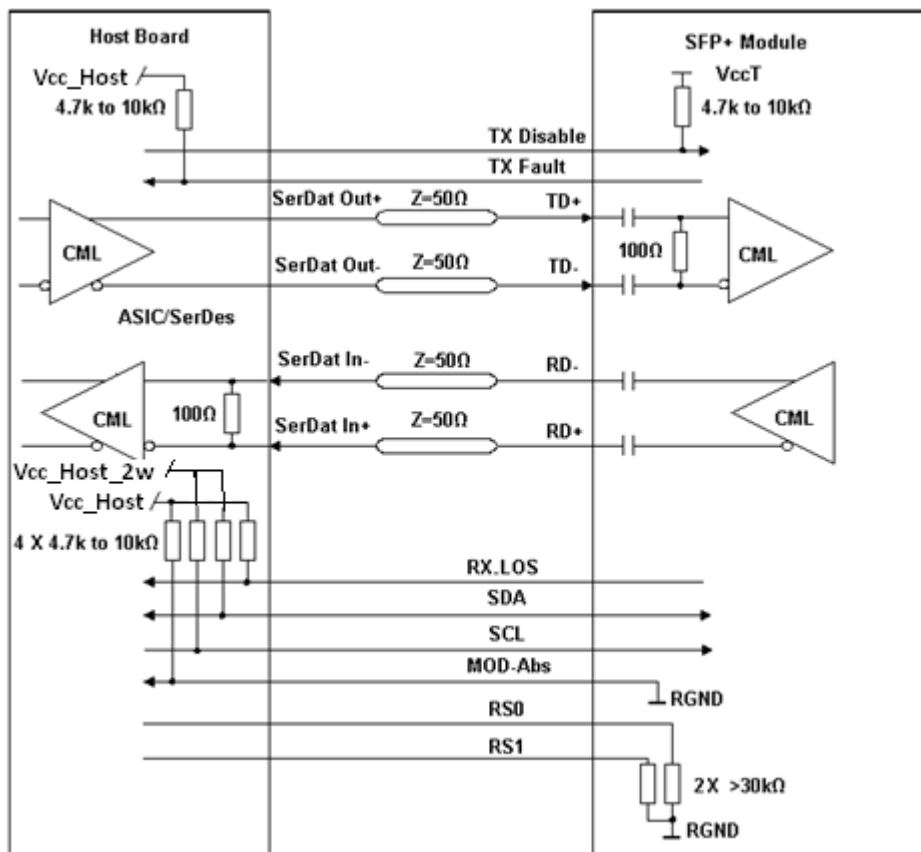 Host Board
SFP+ Module
Vcc_Host
VccT
4.7k to 10kΩ
4.7k to 10kΩ
TX Disable
TX Fault
SerDat Out+
Z=50Ω
TD+
CML
100Ω
CML
SerDat Out-
Z=50Ω
TD-
ASIC/SerDes
SerDat In-
Z=50Ω
RD-
CML
100Ω
CML
SerDat In+
Z=50Ω
RD+
Vcc_Host_2w
Vcc_Host
4 X 4.7k to 10kΩ
RX.LOS
SDA
SCL
MOD-Abs
RGND
RS0
RS1
2X >30kΩ
RGND